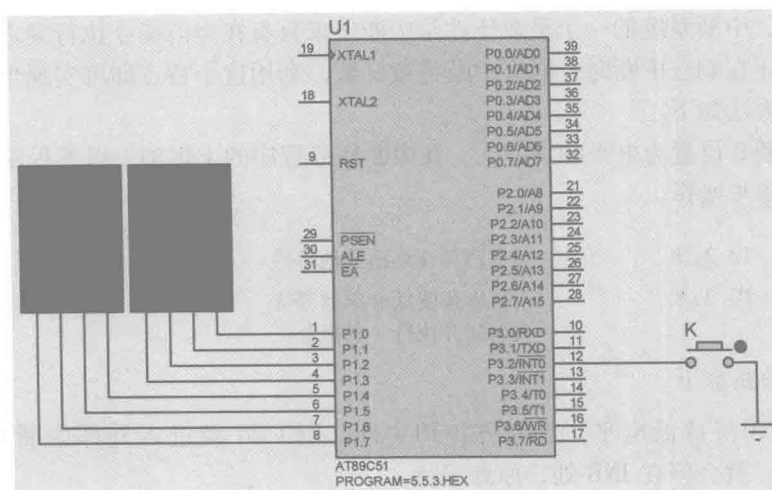 U1
19
XTAL1
18
XTAL2
9
RST
29
PSEN
30
ALE
31
EA
1
P1.0
2
P1.1
3
P1.2
4
P1.3
5
P1.4
6
P1.5
7
P1.6
8
P1.7
P0.0/AD0
39
P0.1/AD1
38
P0.2/AD2
37
P0.3/AD3
36
P0.4/AD4
35
P0.5/AD5
34
P0.6/AD6
33
P0.7/AD7
32
P2.0/A8
21
P2.1/A9
22
P2.2/A10
23
P2.3/A11
24
P2.4/A12
25
P2.5/A13
26
P2.6/A14
27
P2.7/A15
28
P3.0/RXD
10
P3.1/TXD
11
P3.2/INT0
12
P3.3/INT1
13
P3.4/T0
14
P3.5/T1
15
P3.6/WR
16
P3.7/RD
17
K
AT89C51
PROGRAM=5.5.3.HEX